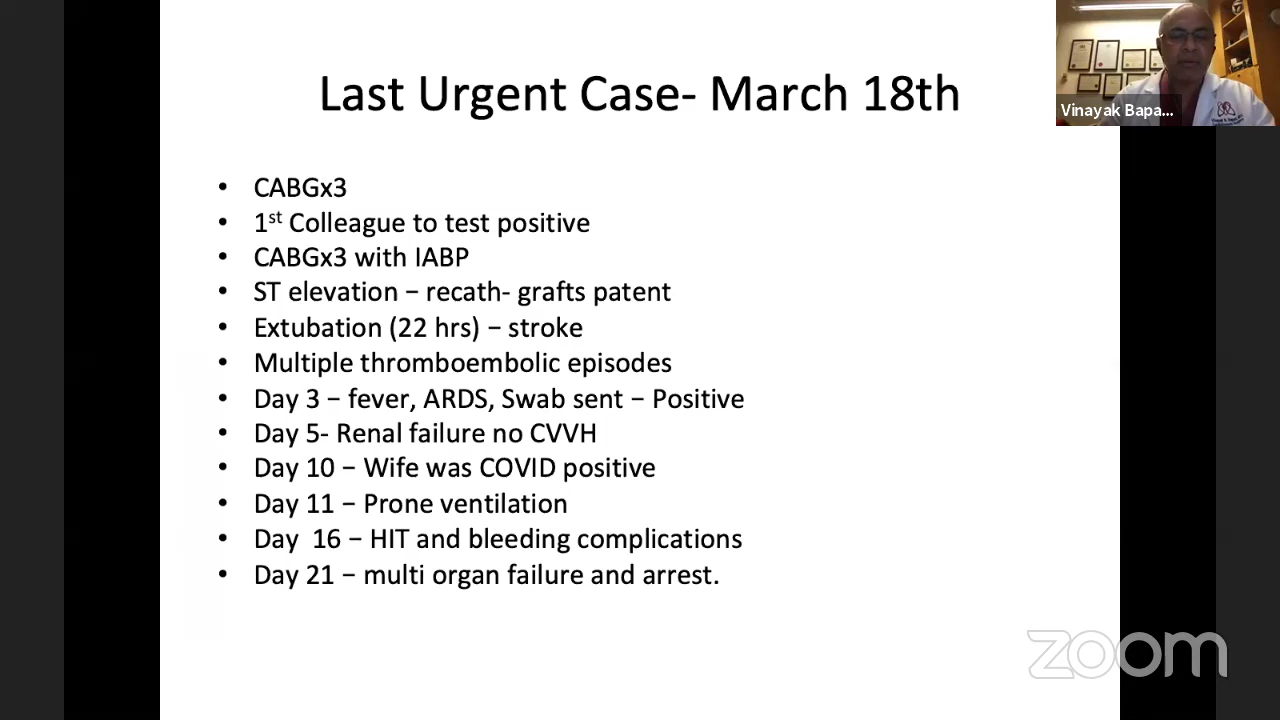 Last Urgent Case- March 18th
Vinayak Bapa...
• CABGx3
• 1st Colleague to test positive
• CABGx3 with IABP
• ST elevation – recath- grafts patent
• Extubation (22 hrs) – stroke
• Multiple thromboembolic episodes
• Day 3 – fever, ARDS, Swab sent – Positive
• Day 5- Renal failure no CVVH
• Day 10 – Wife was COVID positive
• Day 11 – Prone ventilation
• Day  16 – HIT and bleeding complications
• Day 21 – multi organ failure and arrest.
zoom